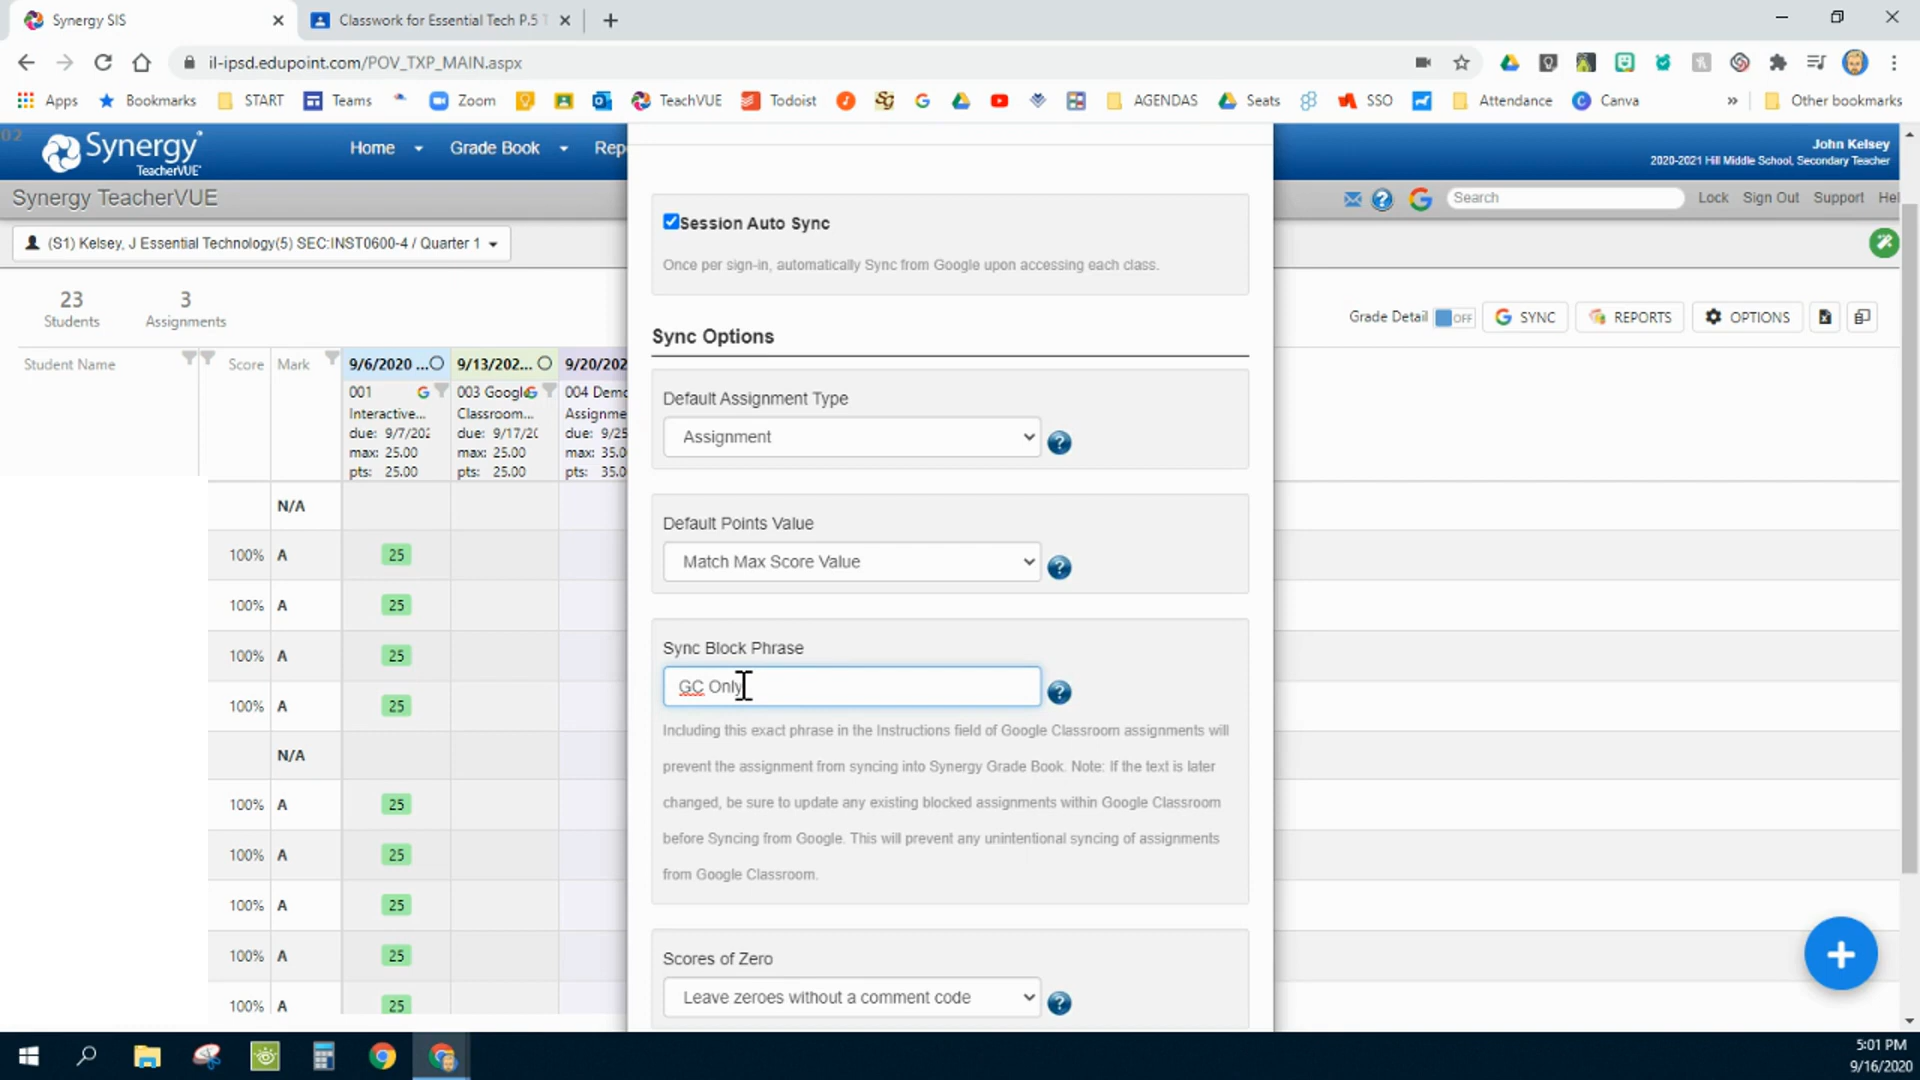 Synergy SIS
Classwork for Essential Tech P.5
il-ipsd.edupoint.com/POV_TXP_MAIN.aspx
Apps Bookmarks START Teams Zoom TeachVUE Todoist AGENDAS Seats SSO Attendance Canva » Other bookmarks
02
Synergy
TeacherVUE
Home Grade Book Rep
John Kelsey
2020-2021 Hill Middle School, Secondary Teacher
Synergy TeacherVUE
Search Lock Sign Out Support Hel
(S1) Kelsey, J Essential Technology(5) SEC:INST0600-4 / Quarter 1
23 3
Students Assignments
Grade Detail OFF SYNC REPORTS OPTIONS
Student Name Score Mark
9/6/2020 ... 9/13/202... 9/20/202
001 003 Google 004 Demo
Interactive... Classroom... Assignme
due: 9/7/202 due: 9/17/20 due: 9/25
max: 25.00 max: 25.00 max: 35.0
pts: 25.00 pts: 25.00 pts: 35.0
N/A
100% A 25
100% A 25
100% A 25
100% A 25
N/A
100% A 25
100% A 25
100% A 25
100% A 25
100% A 25
Session Auto Sync
Once per sign-in, automatically Sync from Google upon accessing each class.
Sync Options
Default Assignment Type
Assignment
Default Points Value
Match Max Score Value
Sync Block Phrase
GC Only
Including this exact phrase in the Instructions field of Google Classroom assignments will
prevent the assignment from syncing into Synergy Grade Book. Note: If the text is later
changed, be sure to update any existing blocked assignments within Google Classroom
before Syncing from Google. This will prevent any unintentional syncing of assignments
from Google Classroom.
Scores of Zero
Leave zeroes without a comment code
5:01 PM
9/16/2020